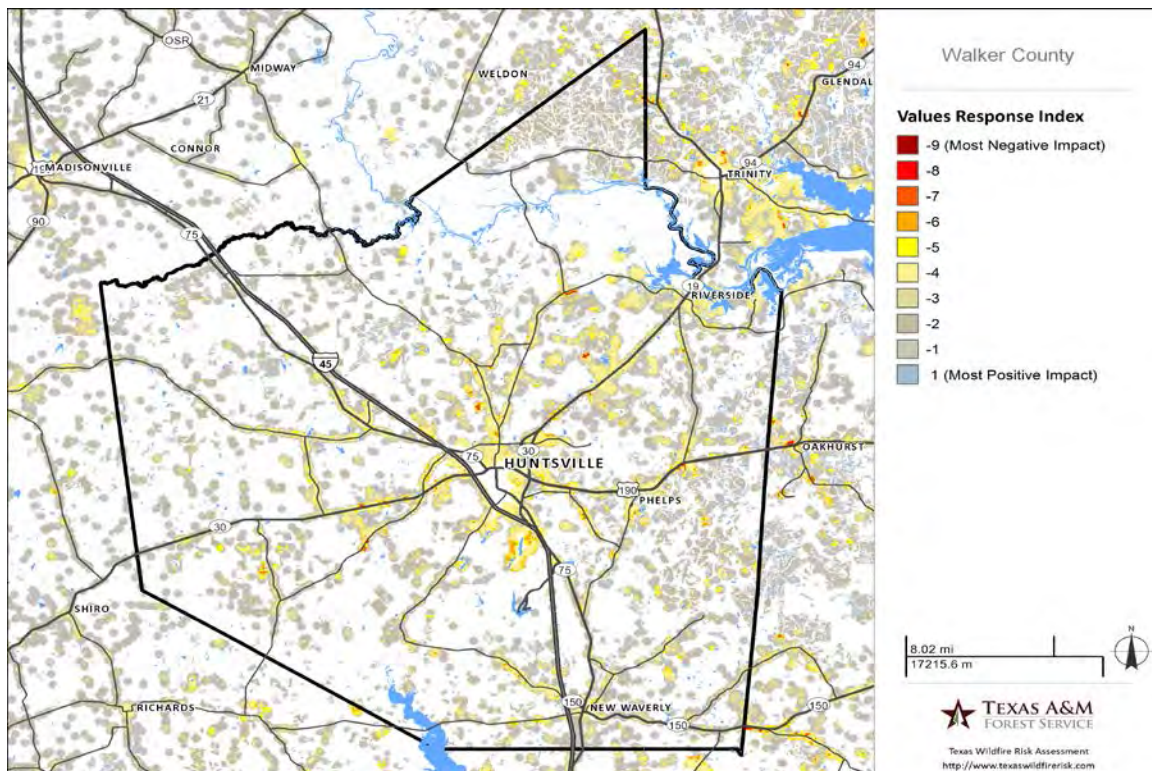 Walker County
Values Response Index
-9 (Most Negative Impact)
-8
-7
-6
-5
-4
-3
-2
-1
1 (Most Positive Impact)
8.02 mi
17215.6 m
N
TEXAS A&M
FOREST SERVICE
Texas Wildfire Risk Assessment
http://www.texaswildfirerisk.com
OSR
MIDWAY
WELDON
94
GLENDAL
21
CONNOR
MADISONVILLE
94
TRINITY
90
75
19
RIVERSIDE
45
75
30
HUNTSVILLE
OAKHURST
190
PHELPS
30
75
SHIRO
RICHARDS
150
NEW WAVERLY
150
150